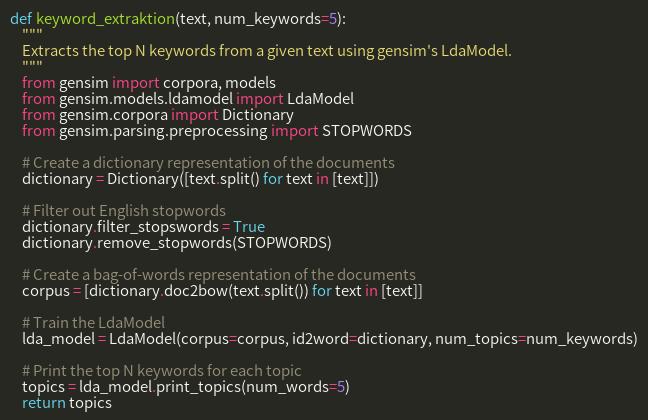 def keyword_extraktion(text, num_keywords=5):
    """
    Extracts the top N keywords from a given text using gensim's LdaModel.
    """
    from gensim import corpora, models
    from gensim.models.ldamodel import LdaModel
    from gensim.corpora import Dictionary
    from gensim.parsing.preprocessing import STOPWORDS

    # Create a dictionary representation of the documents
    dictionary = Dictionary([text.split() for text in [text]])

    # Filter out English stopwords
    dictionary.filter_stopswords = True
    dictionary.remove_stopwords(STOPWORDS)

    # Create a bag-of-words representation of the documents
    corpus = [dictionary.doc2bow(text.split()) for text in [text]]

    # Train the LdaModel
    lda_model = LdaModel(corpus=corpus, id2word=dictionary, num_topics=num_keywords)

    # Print the top N keywords for each topic
    topics = lda_model.print_topics(num_words=5)
    return topics